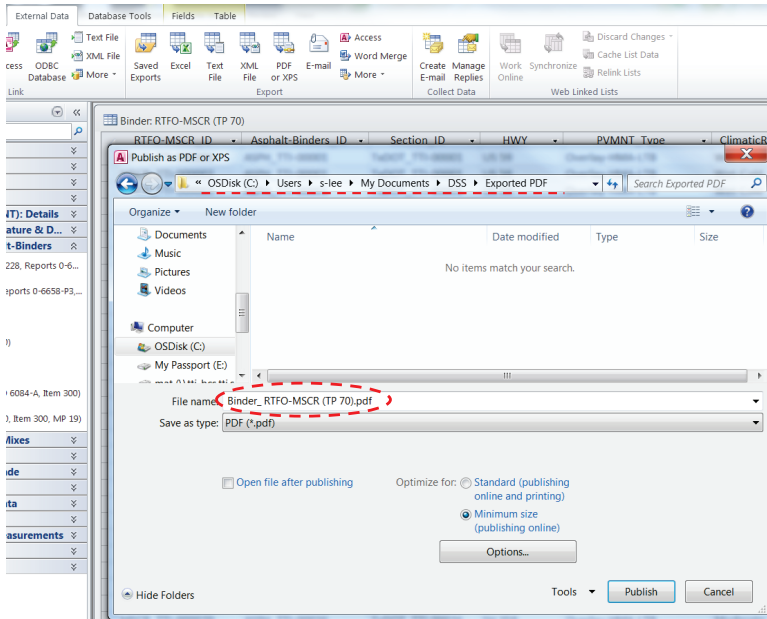 External Data Database Tools Fields Table
Text File Access Discard Changes
XML File Word Merge Cache List Data
cess ODBC Database More Saved Exports Excel Text File XML File PDF or XPS E-mail More Create E-mail Manage Replies Work Online Synchronize Relink Lists
Link Export Collect Data Web Linked Lists
Binder: RTFO-MSCR (TP 70)
RTFO-MSCR_ID Asphalt-Binders_ID Section_ID HWY PVMNT_Type ClimaticR
Publish as PDF or XPS
« OSDisk (C:) Users s-lee My Documents DSS Exported PDF Search Exported PDF
Organize New folder
NT): Details
ature & D...
t-Binders
228, Reports 0-6...
eports 0-6658-P3,...
)
9 6084-A, Item 300)
0, Item 300, MP 19)
Mixes
de
ta
easurements
Documents Name Date modified Type Size
Music
Pictures No items match your search.
Videos
Computer
OSDisk (C:)
My Passport (E:)
File name: Binder_ RTFO-MSCR (TP 70).pdf
Save as type: PDF (*.pdf)
Open file after publishing Optimize for: Standard (publishing
online and printing)
Minimum size
(publishing online)
Options...
Hide Folders Tools Publish Cancel